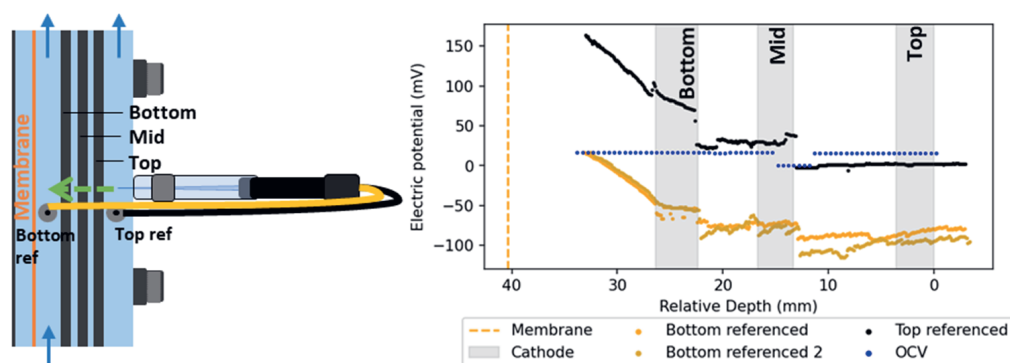 Membrane
Bottom
Mid
Top
Bottom
ref
Top ref
Electric potential (mV)
150
100
50
0
−50
−100
Bottom
Mid
Top
40
30
20
10
0
Relative Depth (mm)
Membrane
Cathode
Bottom referenced
Bottom referenced 2
Top referenced
OCV